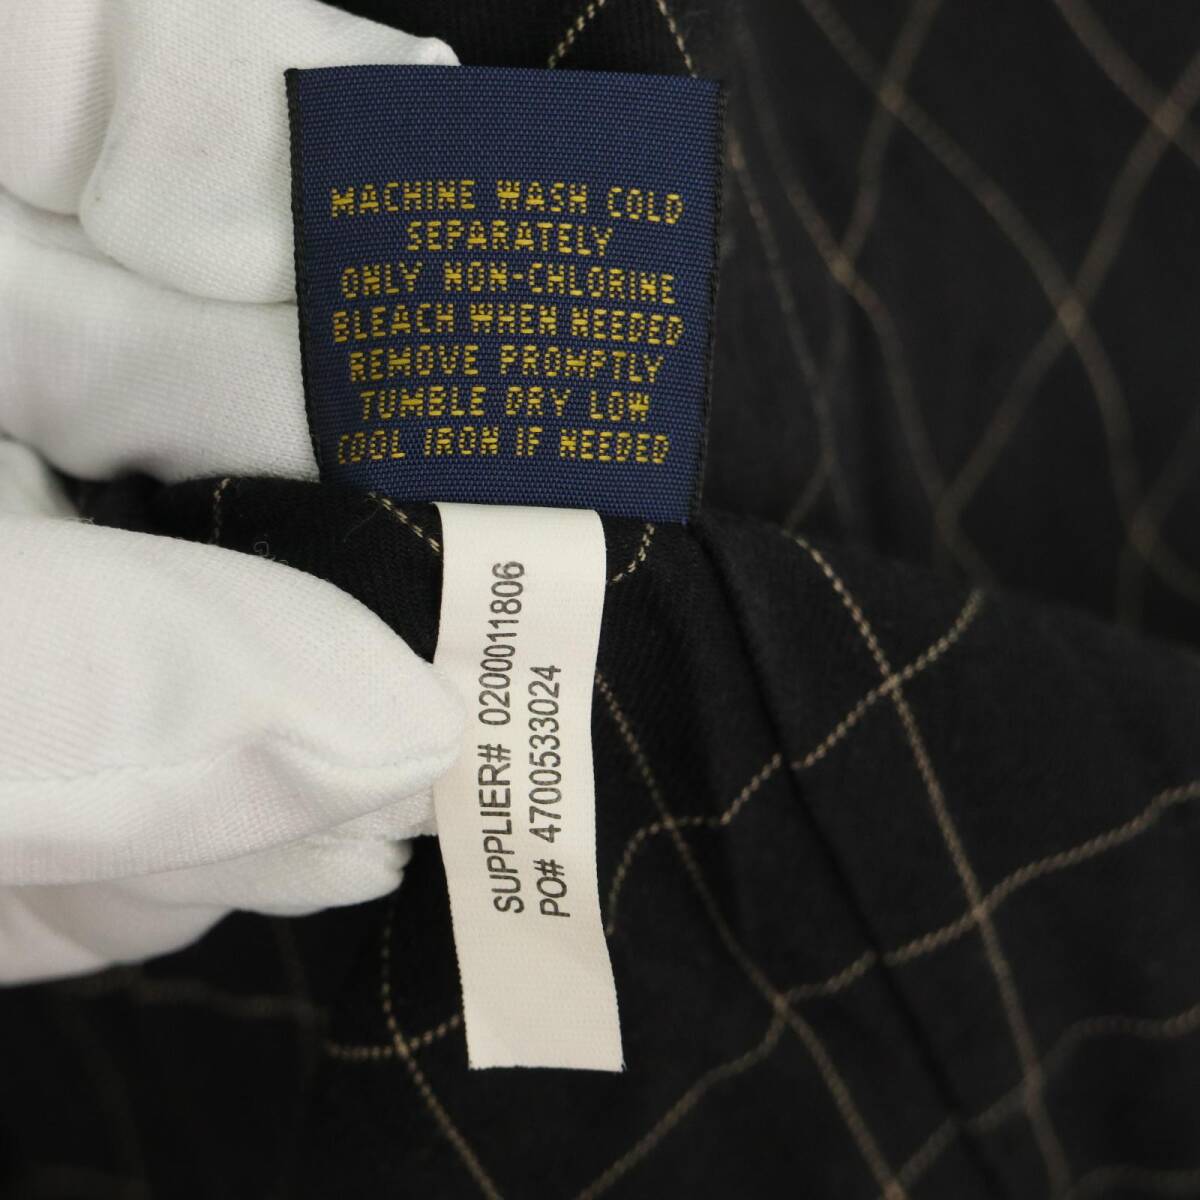 MACHINE WASH COLD
SEPARATELY
ONLY NON-CHLORINE
BLEACH WHEN NEEDED
REMOVE PROMPTLY
TUMBLE DRY LOW
COOL IRON IF NEEDED
SUPPLIER# 0200011806
PO# 4700533024